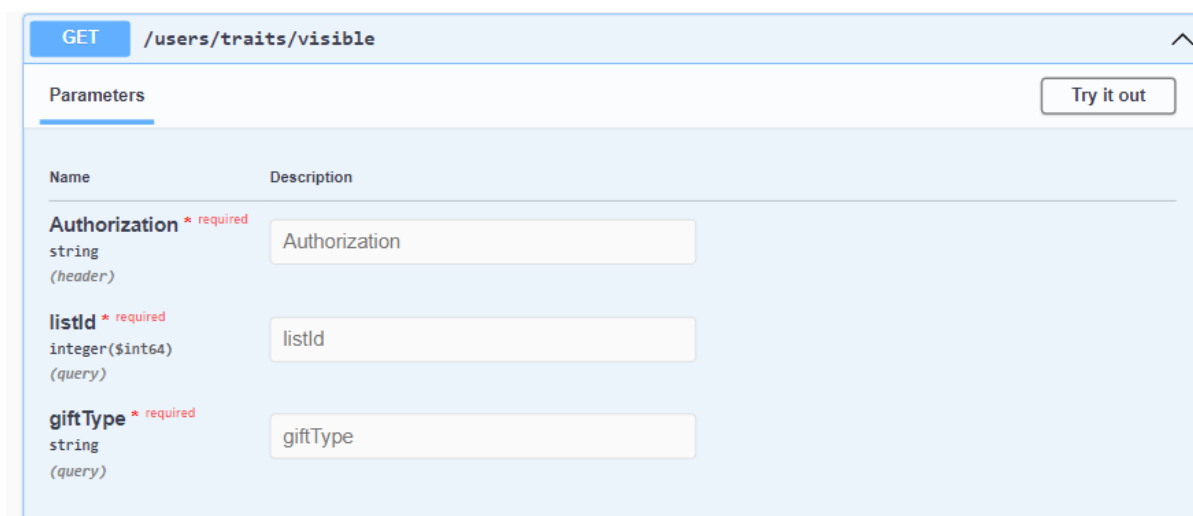 GET /users/traits/visible
Parameters
Try it out
Name Description
Authorization * required
string
(header)
Authorization
listId * required
integer($int64)
(query)
listId
giftType * required
string
(query)
giftType